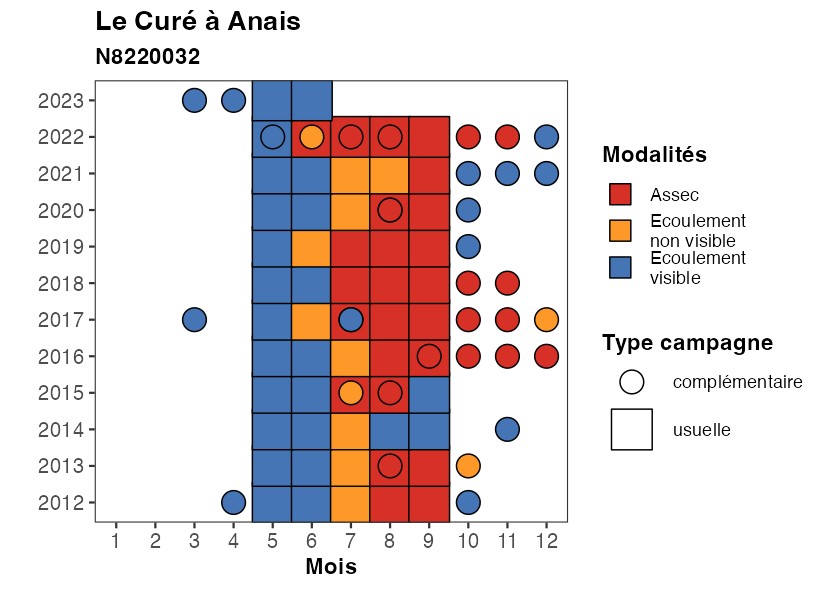 Le Curé à Anais
N8220032
2023
2022
2021
2020
2019
2018
2017
2016
2015
2014
2013
2012
1 2 3 4 5 6 7 8 9 10 11 12
Mois
Modalités
Assec
Ecoulement
non visible
Ecoulement
visible
Type campagne
complémentaire
usuelle